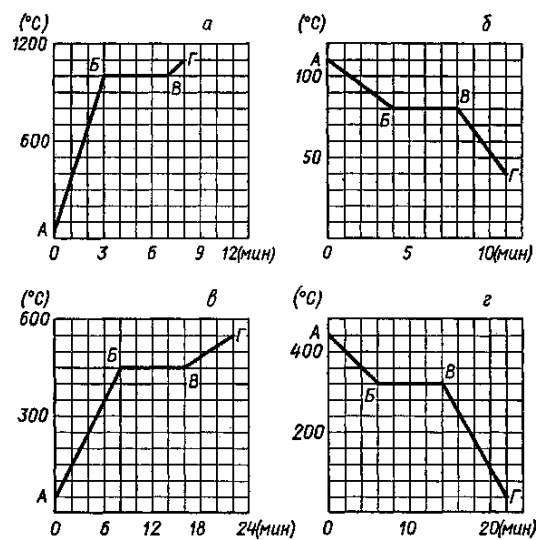 (°C) а
1200
600
0 3 6 9 12(мин)
А Б В Г
(°C) б
100
50
0 5 10(мин)
А Б В Г
(°C) в
600
300
0 6 12 18 24(мин)
А Б В Г
(°C) г
400
200
0 10 20(мин)
А Б В Г